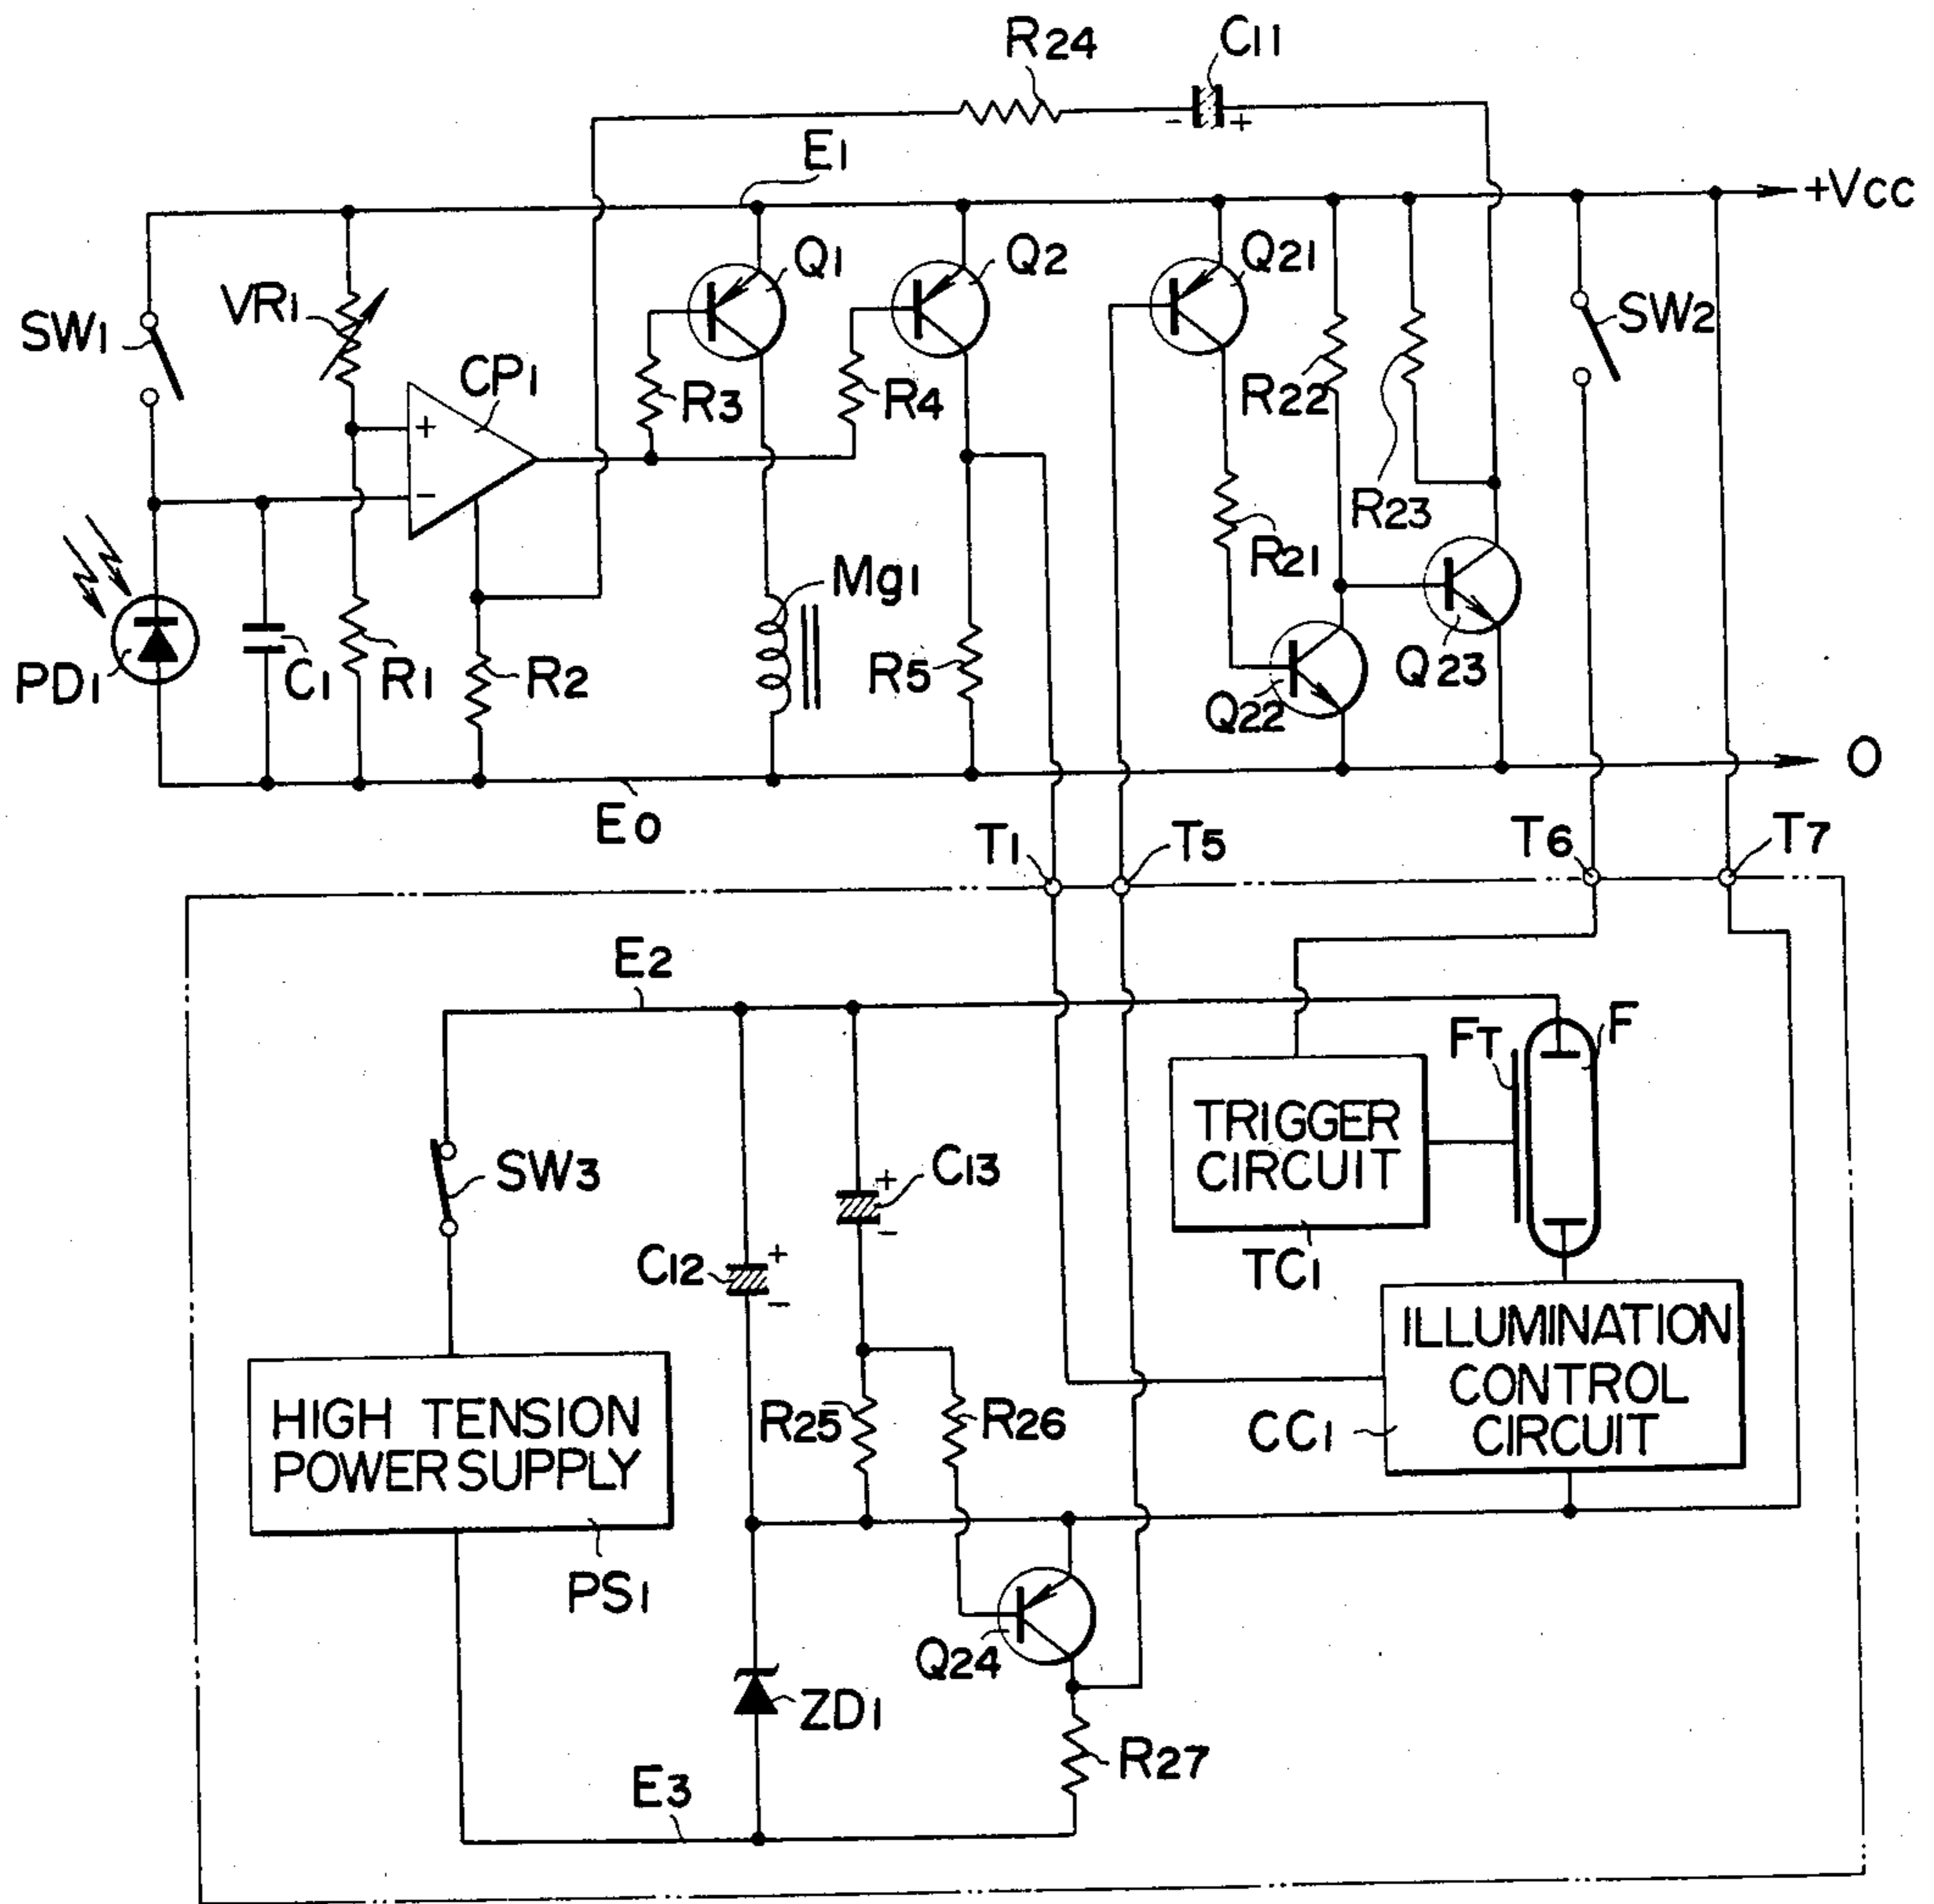 R24
C11
- +
E1
+Vcc
Q1
Q2
Q21
SW1
VR1
SW2
CP1
R3
R4
R22
+
-
R23
R21
Mg1
PD1
C1
R1
R2
R5
Q22
Q23
E0
O
T1
T5
T6
T7
E2
FT
F
TRIGGER
CIRCUIT
TC1
SW3
+
C13
-
C12
+
-
ILLUMINATION
CONTROL
CIRCUIT
CC1
HIGH TENSION
POWER SUPPLY
PS1
R25
R26
Q24
ZD1
R27
E3